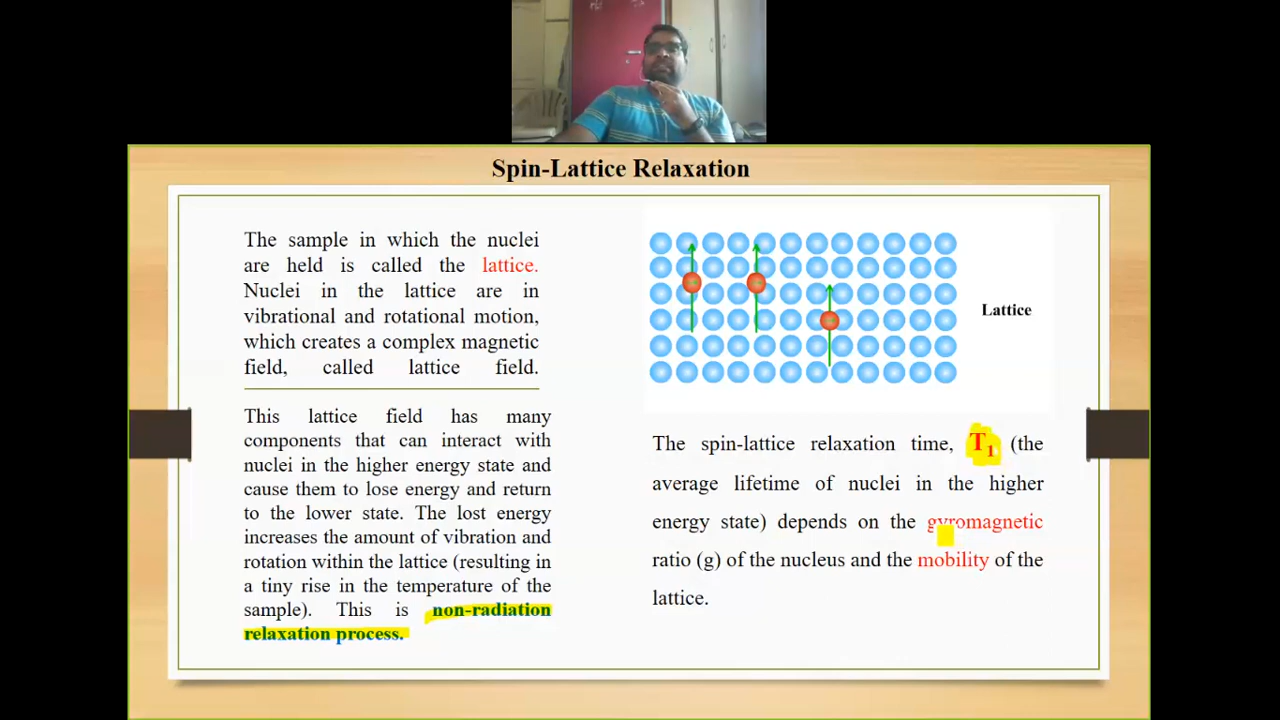 Spin-Lattice Relaxation
The sample in which the nuclei
are held is called the lattice.
Nuclei in the lattice are in
vibrational and rotational motion,
which creates a complex magnetic
field, called lattice field.
This lattice field has many
components that can interact with
nuclei in the higher energy state and
cause them to lose energy and return
to the lower state. The lost energy
increases the amount of vibration and
rotation within the lattice (resulting in
a tiny rise in the temperature of the
sample). This is non-radiation
relaxation process.
Lattice
The spin-lattice relaxation time, T₁ (the
average lifetime of nuclei in the higher
energy state) depends on the gyromagnetic
ratio (g) of the nucleus and the mobility of the
lattice.